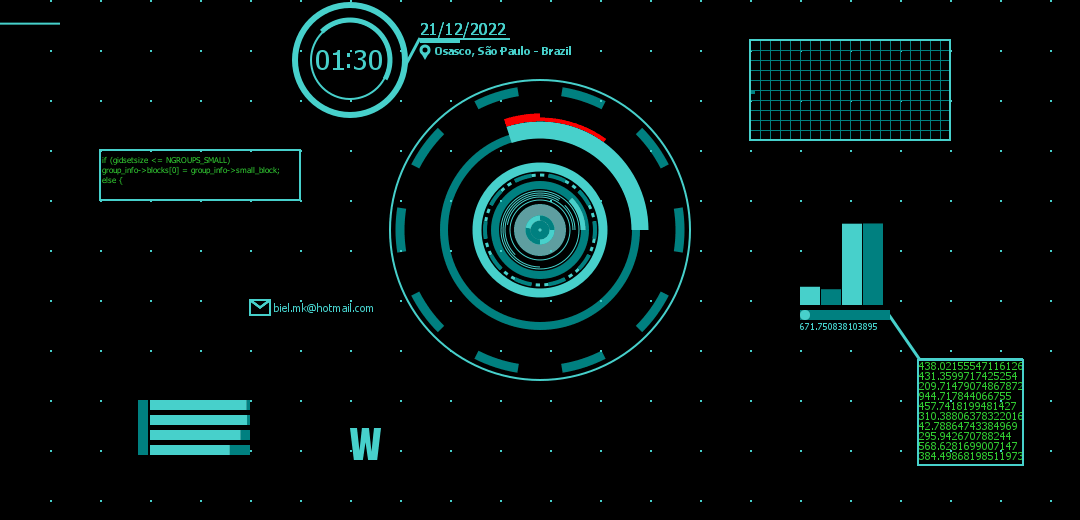 21/12/2022
01:30
Osasco, São Paulo - Brazil
if (gidsetsize <= NGROUPS_SMALL)
group_info->blocks[0] = group_info->small_block;
else {
biel.mk@hotmail.com
671.750838103895
438.02155547116126
431.3599717425254
209.71479074867872
944.717844066755
457.7418199481427
310.38806378322016
42.78864743384969
295.942670788244
568.6281699007147
384.49868198511973
W